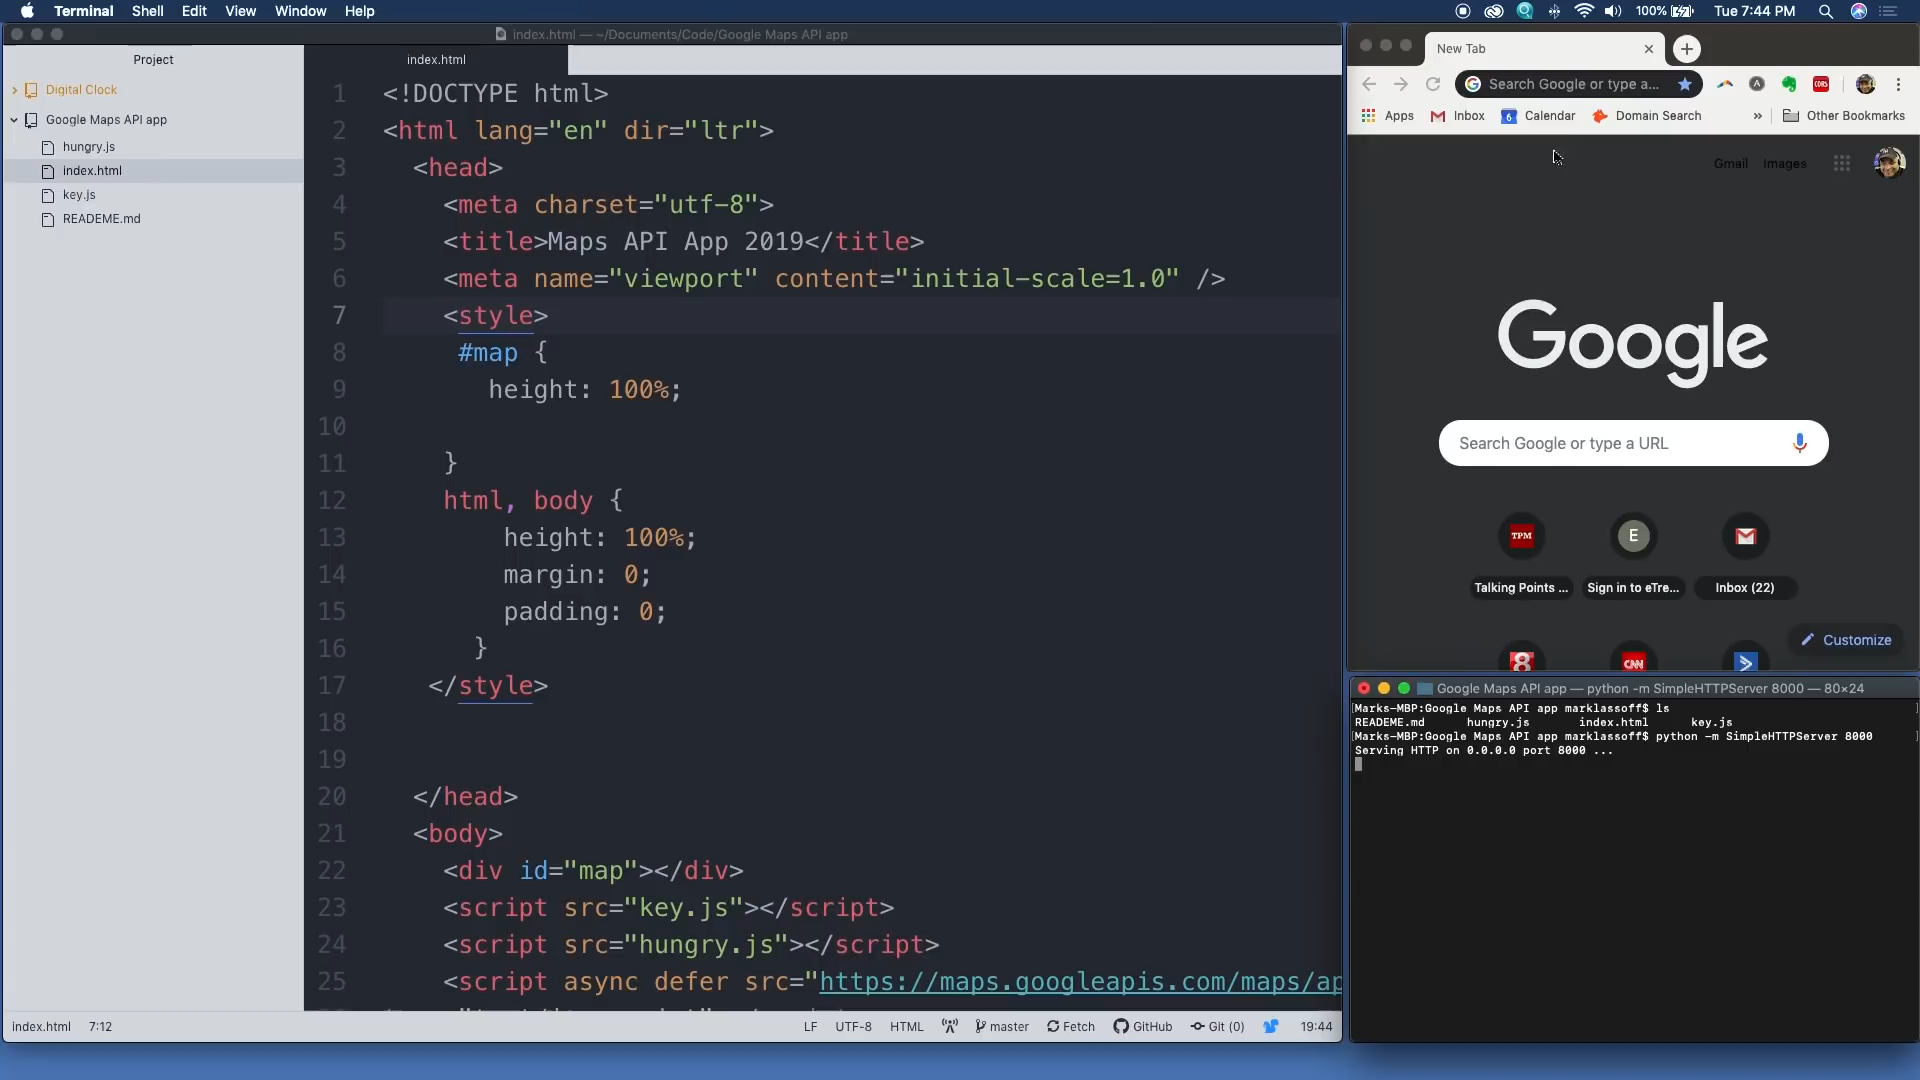 Terminal Shell Edit View Window Help
100% Tue 7:44 PM
index.html — ~/Documents/Code/Google Maps API app
Project
Digital Clock
Google Maps API app
hungry.js
index.html
key.js
READEME.md
index.html
1 <!DOCTYPE html>
2 <html lang="en" dir="ltr">
3 <head>
4 <meta charset="utf-8">
5 <title>Maps API App 2019</title>
6 <meta name="viewport" content="initial-scale=1.0" />
7 <style>
8 #map {
9 height: 100%;
10
11 }
12 html, body {
13 height: 100%;
14 margin: 0;
15 padding: 0;
16 }
17 </style>
18
19
20 </head>
21 <body>
22 <div id="map"></div>
23 <script src="key.js"></script>
24 <script src="hungry.js"></script>
25 <script async defer src="https://maps.googleapis.com/maps/ap
index.html 7:12
LF UTF-8 HTML master Fetch GitHub Git (0) 19:44
New Tab
Search Google or type a...
CORS
Apps Inbox 6 Calendar Domain Search » Other Bookmarks
Gmail Images
Google
Search Google or type a URL
TPM E
Talking Points ... Sign in to eTre... Inbox (22)
8 CNN
Customize
Google Maps API app — python -m SimpleHTTPServer 8000 — 80×24
[Marks-MBP:Google Maps API app marklassoff$ ls ]
READEME.md hungry.js index.html key.js
[Marks-MBP:Google Maps API app marklassoff$ python -m SimpleHTTPServer 8000 ]
Serving HTTP on 0.0.0.0 port 8000 ...